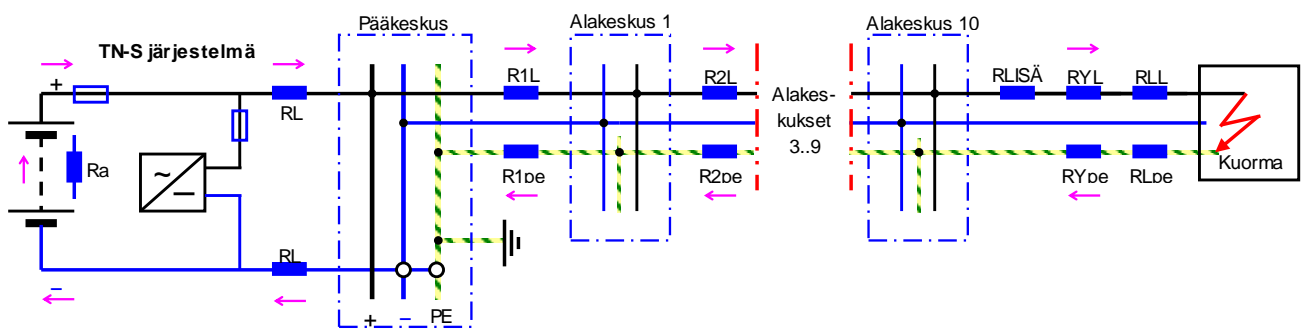 Pääkeskus
Alakeskus 1
Alakeskus 10
TN-S järjestelmä
+
R1L
R2L
RLISÄ
RYL
RLL
RL
Alakes-
kukset
3..9
Ra
~
–
R1pe
R2pe
RYpe
RLpe
Kuorma
RL
–
+
–
PE